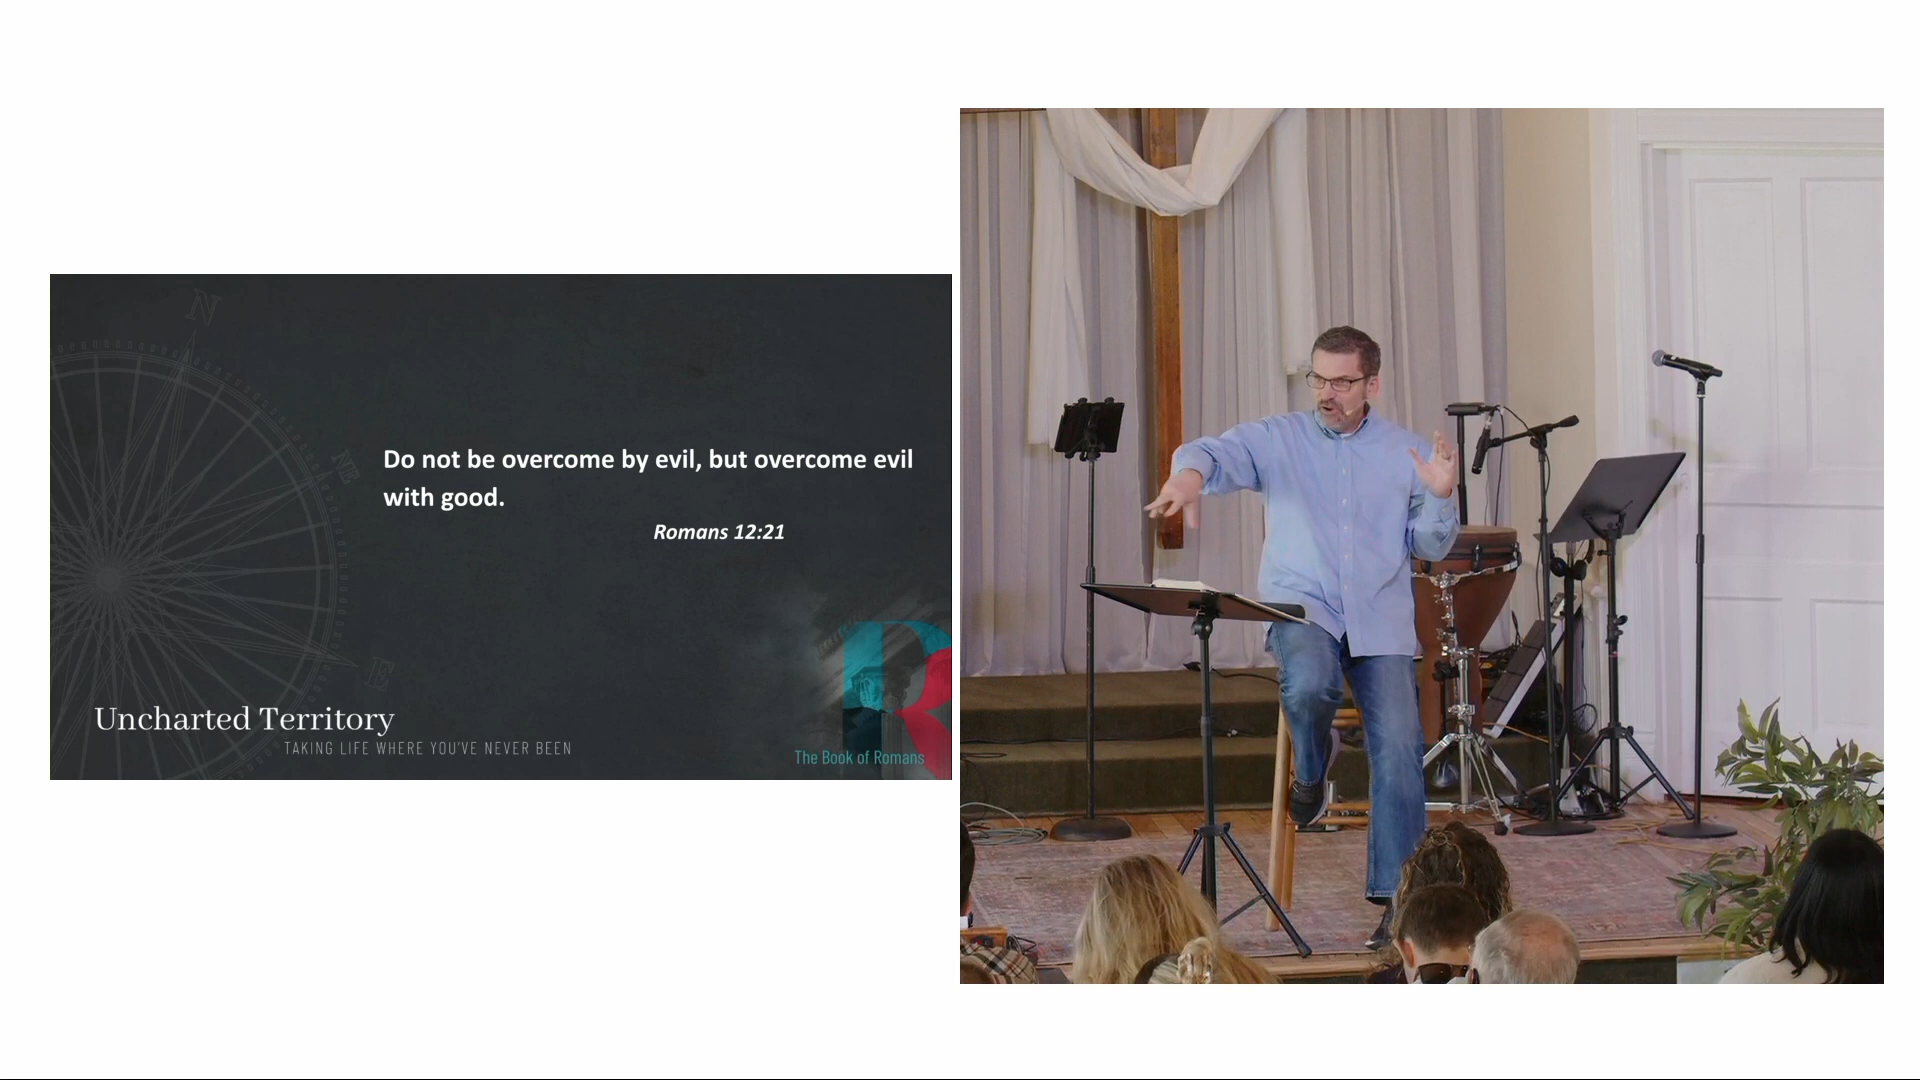 N
NE
E
Do not be overcome by evil, but overcome evil
with good.
Romans 12:21
Uncharted Territory
TAKING LIFE WHERE YOU'VE NEVER BEEN
R
The Book of Romans